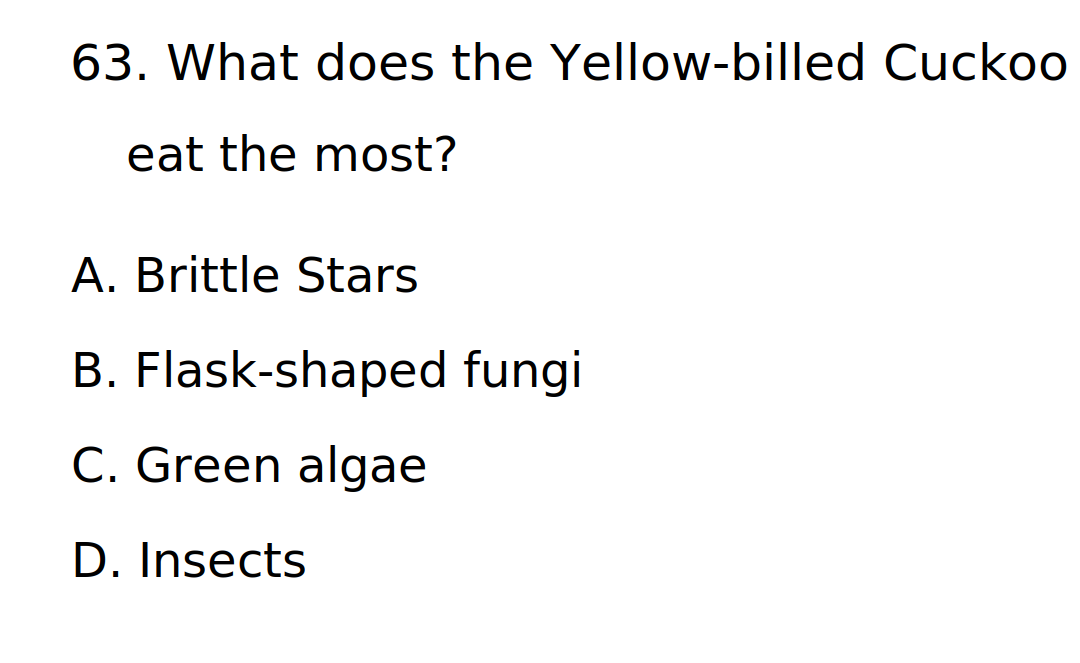 63. What does the Yellow-billed Cuckoo
eat the most?
A. Brittle Stars
B. Flask-shaped fungi
C. Green algae
D. Insects